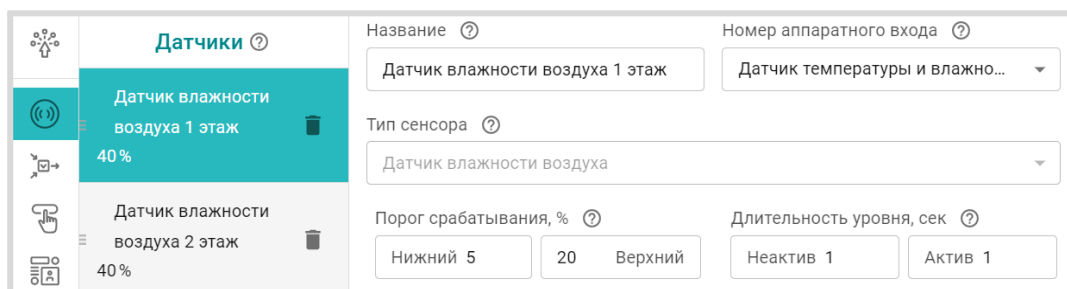 Датчики
Датчик влажности
воздуха 1 этаж
40 %
Датчик влажности
воздуха 2 этаж
40 %
Название
Датчик влажности воздуха 1 этаж
Номер аппаратного входа
Датчик температуры и влажно...
Тип сенсора
Датчик влажности воздуха
Порог срабатывания, %
Нижний 5
20 Верхний
Длительность уровня, сек
Неактив 1
Актив 1